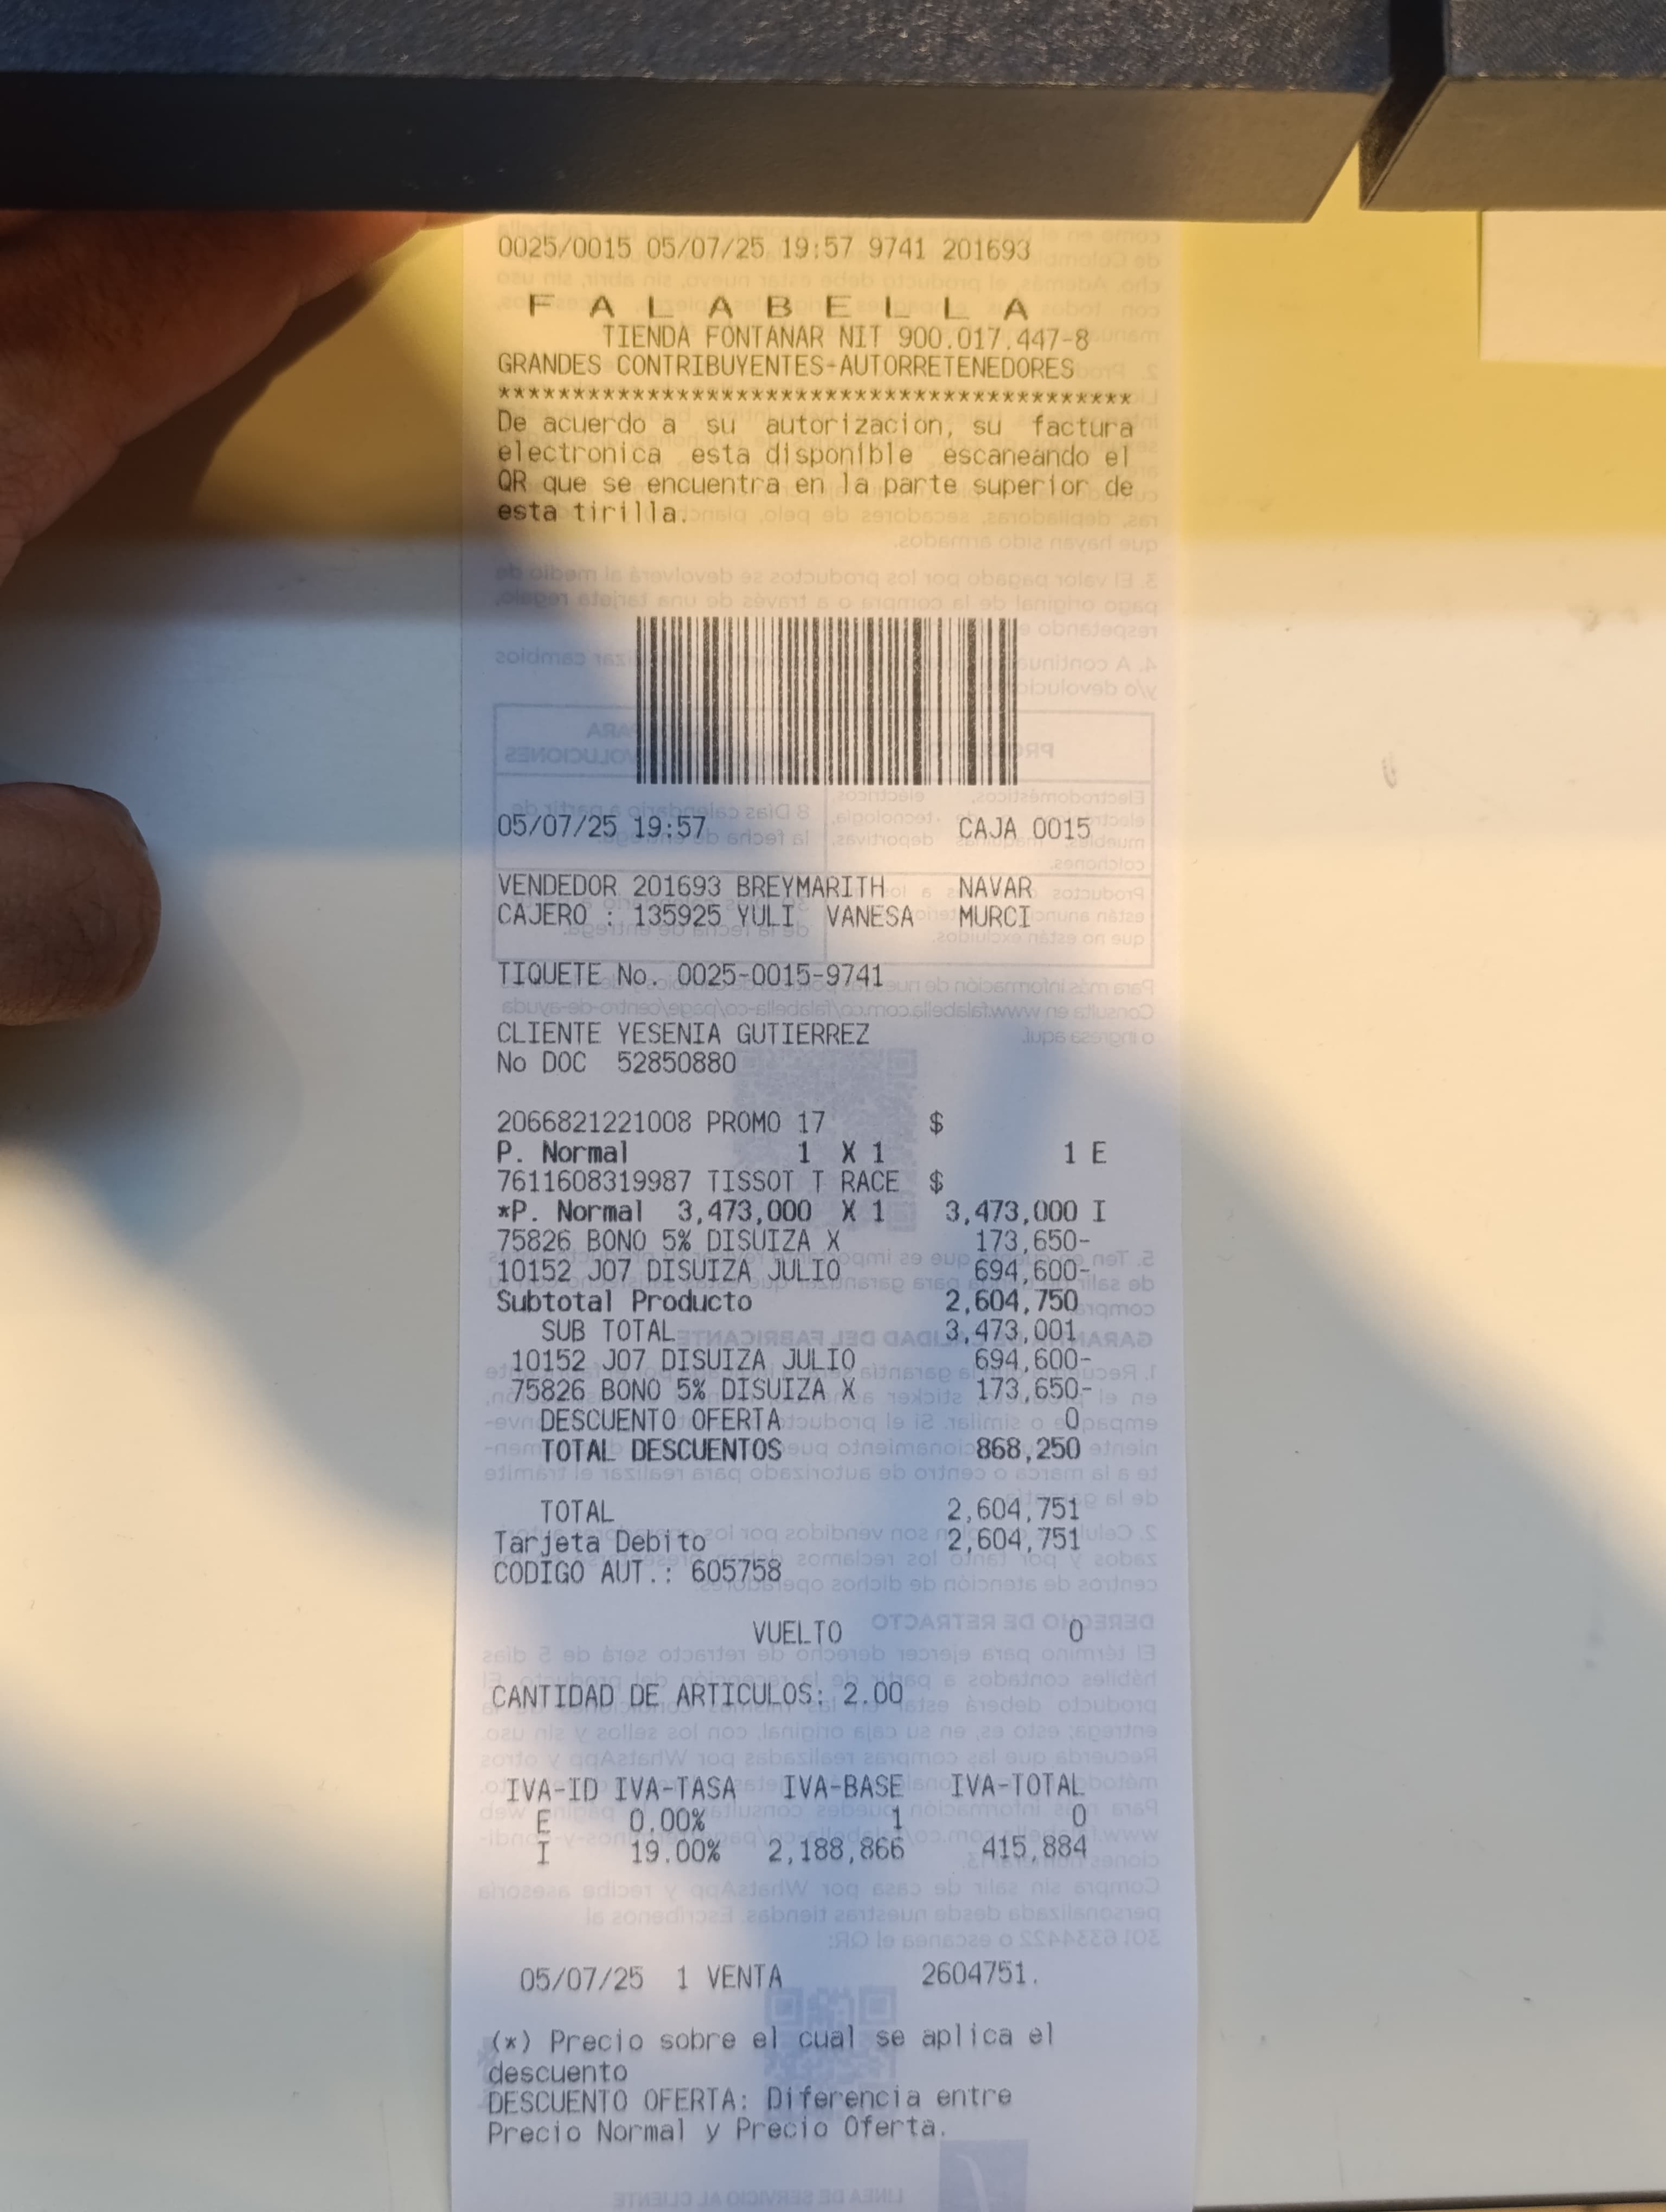 0025/0015 05/07/25 19:57 9741 201693
FALABELLA
TIENDA FONTANAR NIT 900.017.447-8
GRANDES CONTRIBUYENTES-AUTORRETENEDORES
*******************************************
De acuerdo a su autorizacion, su factura
electronica esta disponible escaneando el
QR que se encuentra en la parte superior de
esta tirilla.
05/07/25 19:57 CAJA 0015
VENDEDOR 201693 BREYMARITH NAVAR
CAJERO : 135925 YULI VANESA MURCI
TIQUETE No. 0025-0015-9741
CLIENTE YESENIA GUTIERREZ
No DOC 52850880
2066821221008 PROMO 17 $
P. Normal 1 X 1 1 E
7611608319987 TISSOT T RACE $
*P. Normal 3,473,000 X 1 3,473,000 I
75826 BONO 5% DISUIZA X 173,650-
10152 J07 DISUIZA JULIO 694,600-
Subtotal Producto 2,604,750
SUB TOTAL 3,473,001
10152 J07 DISUIZA JULIO 694,600-
75826 BONO 5% DISUIZA X 173,650-
DESCUENTO OFERTA 0
TOTAL DESCUENTOS 868,250
TOTAL 2,604,751
Tarjeta Debito 2,604,751
CODIGO AUT.: 605758
VUELTO 0
CANTIDAD DE ARTICULOS: 2.00
IVA-ID IVA-TASA IVA-BASE IVA-TOTAL
E 0.00% 1 0
I 19.00% 2,188,866 415,884
05/07/25 1 VENTA 2604751.
(*) Precio sobre el cual se aplica el
descuento
DESCUENTO OFERTA: Diferencia entre
Precio Normal y Precio Oferta.